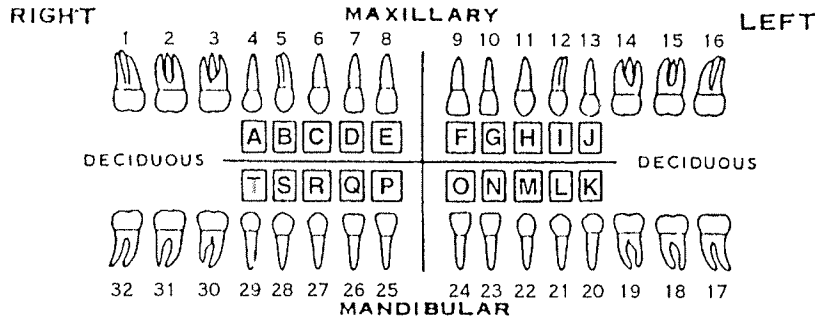 RIGHT MAXILLARY LEFT
1 2 3 4 5 6 7 8 9 10 11 12 13 14 15 16
A B C D E F G H I J
DECIDUOUS DECIDUOUS
T S R Q P O N M L K
32 31 30 29 28 27 26 25 24 23 22 21 20 19 18 17
MANDIBULAR